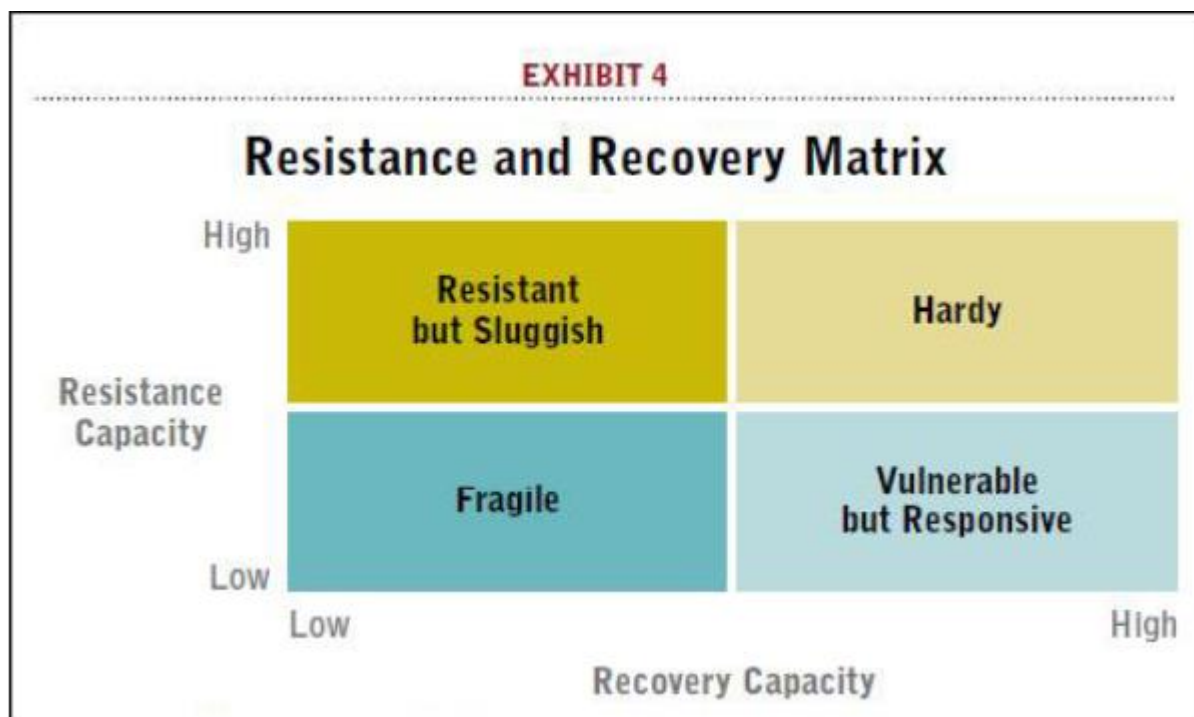 EXHIBIT 4
Resistance and Recovery Matrix
High
Resistant
but Sluggish
Hardy
Resistance
Capacity
Fragile
Vulnerable
but Responsive
Low
Low
High
Recovery Capacity